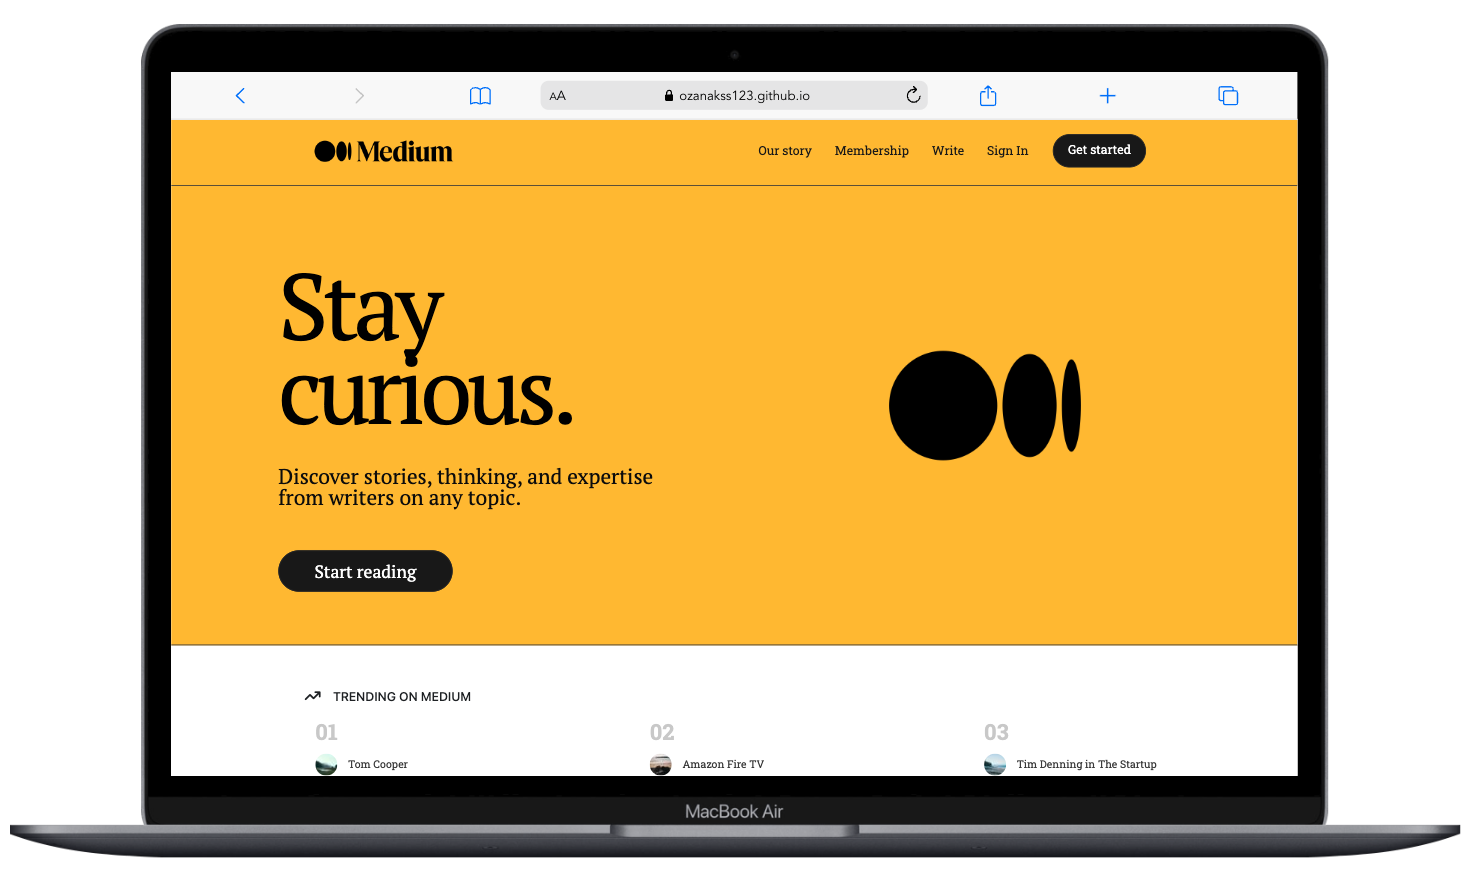 AA ozanakss123.github.io
Medium Our story Membership Write Sign In Get started
Stay
curious.
Discover stories, thinking, and expertise
from writers on any topic.
Start reading
TRENDING ON MEDIUM
01 02 03
Tom Cooper Amazon Fire TV Tim Denning in The Startup
MacBook Air